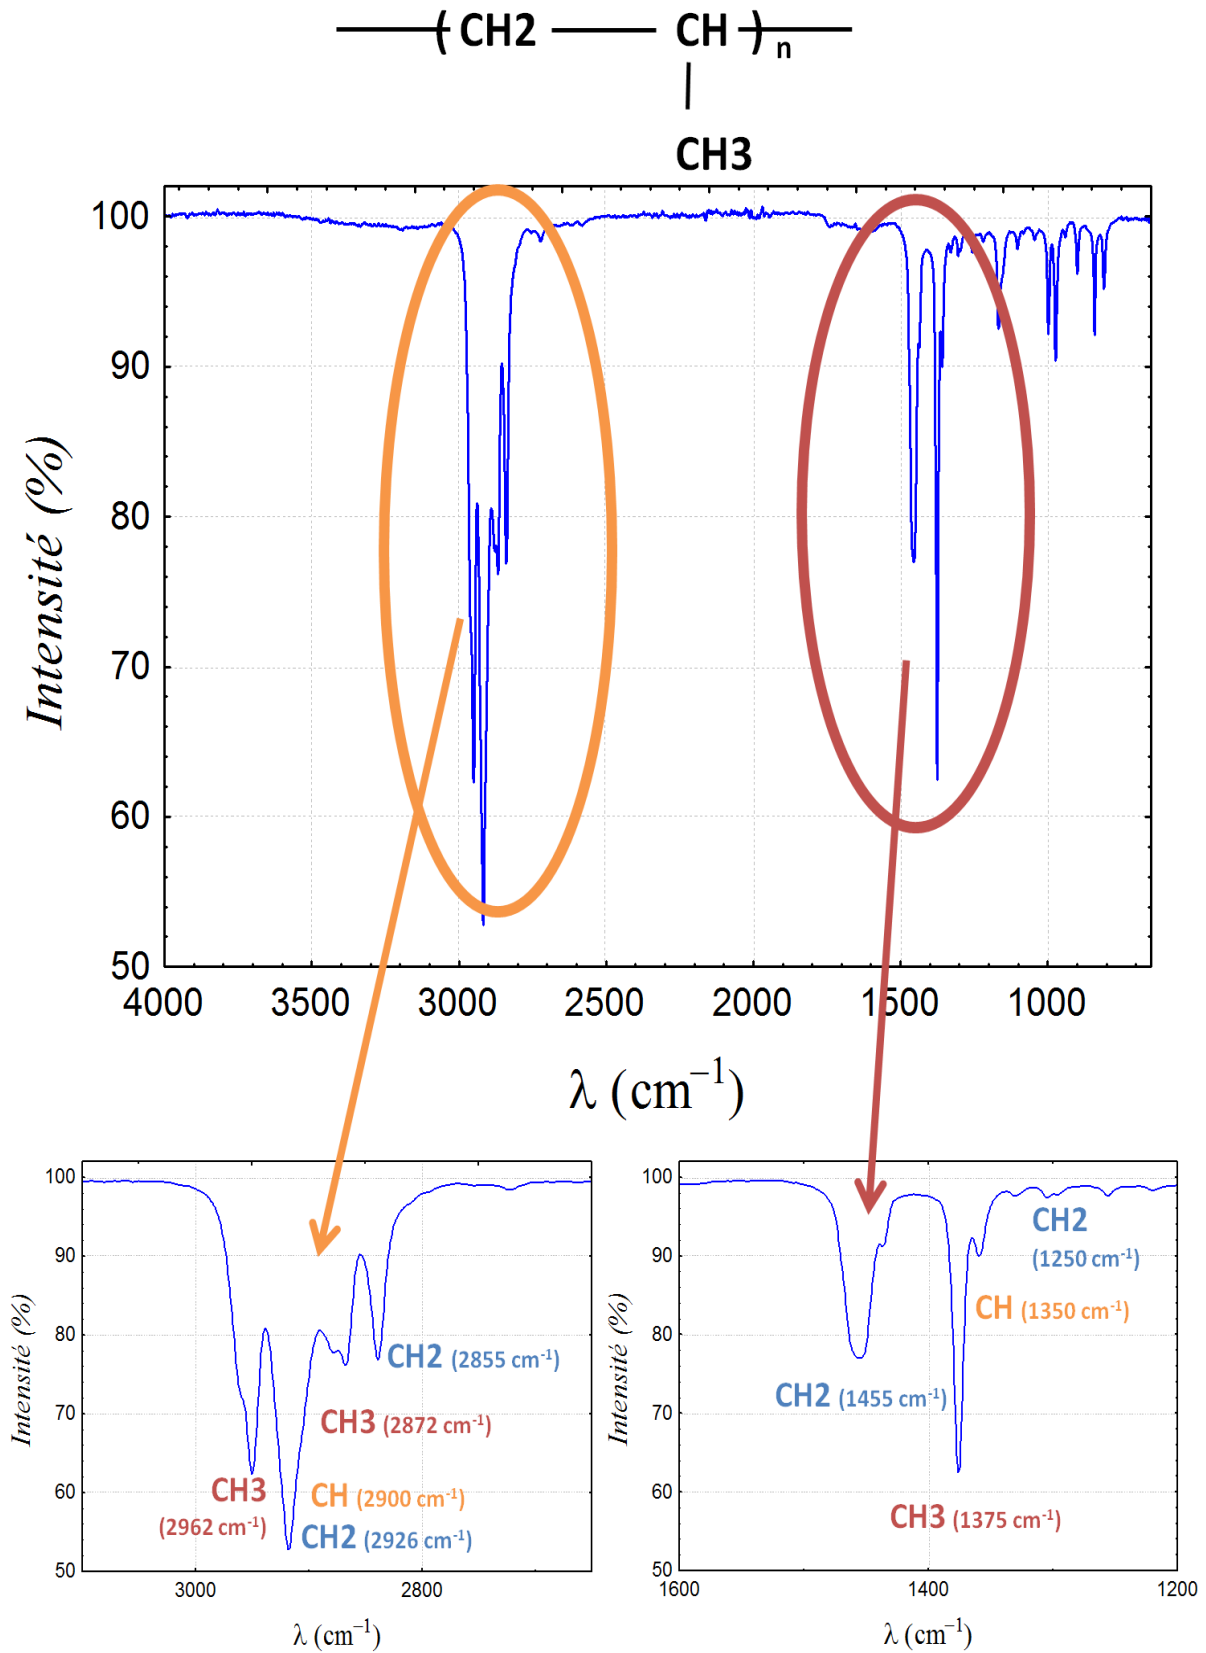 ( CH2 CH ) n
CH3
100
90
80
70
60
50
Intensité (%)
4000 3500 3000 2500 2000 1500 1000
λ (cm⁻¹)
100
90
80
70
60
50
Intensité (%)
CH2 (2855 cm⁻¹)
CH3 (2872 cm⁻¹)
CH3
(2962 cm⁻¹)
CH (2900 cm⁻¹)
CH2 (2926 cm⁻¹)
3000 2800
λ (cm⁻¹)
100
90
80
70
60
50
Intensité (%)
CH2
(1250 cm⁻¹)
CH (1350 cm⁻¹)
CH2 (1455 cm⁻¹)
CH3 (1375 cm⁻¹)
1600 1400 1200
λ (cm⁻¹)